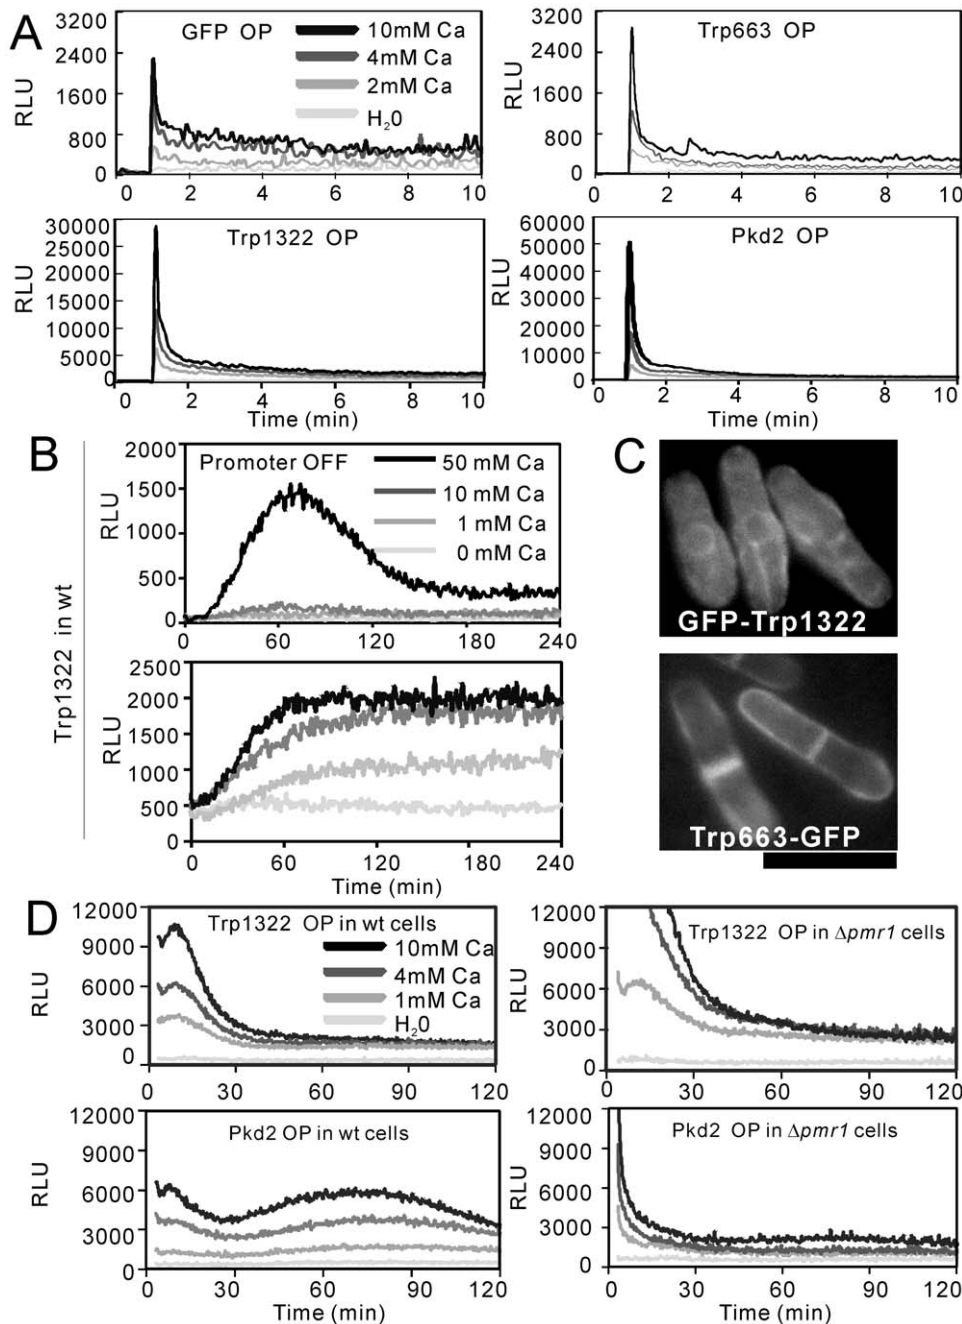 A
GFP OP
10mM Ca
4mM Ca
2mM Ca
H₂0
RLU
3200
2400
1600
800
0
0 2 4 6 8 10
Trp663 OP
RLU
3200
2400
1600
800
0
0 2 4 6 8 10
Trp1322 OP
RLU
30000
25000
20000
15000
10000
5000
0
0 2 4 6 8 10
Time (min)
Pkd2 OP
RLU
60000
50000
40000
30000
20000
10000
0
0 2 4 6 8 10
Time (min)
B
Trp1322 in wt
Promoter OFF
50 mM Ca
10 mM Ca
1 mM Ca
0 mM Ca
RLU
2000
1500
1000
500
0
0 60 120 180 240
RLU
2500
2000
1500
1000
500
0
0 60 120 180 240
Time (min)
C
GFP-Trp1322
Trp663-GFP
D
Trp1322 OP in wt cells
10mM Ca
4mM Ca
1mM Ca
H₂0
RLU
12000
9000
6000
3000
0
0 30 60 90 120
Trp1322 OP in Δpmr1 cells
RLU
12000
9000
6000
3000
0
0 30 60 90 120
Pkd2 OP in wt cells
RLU
12000
9000
6000
3000
0
0 30 60 90 120
Time (min)
Pkd2 OP in Δpmr1 cells
RLU
12000
9000
6000
3000
0
0 30 60 90 120
Time (min)